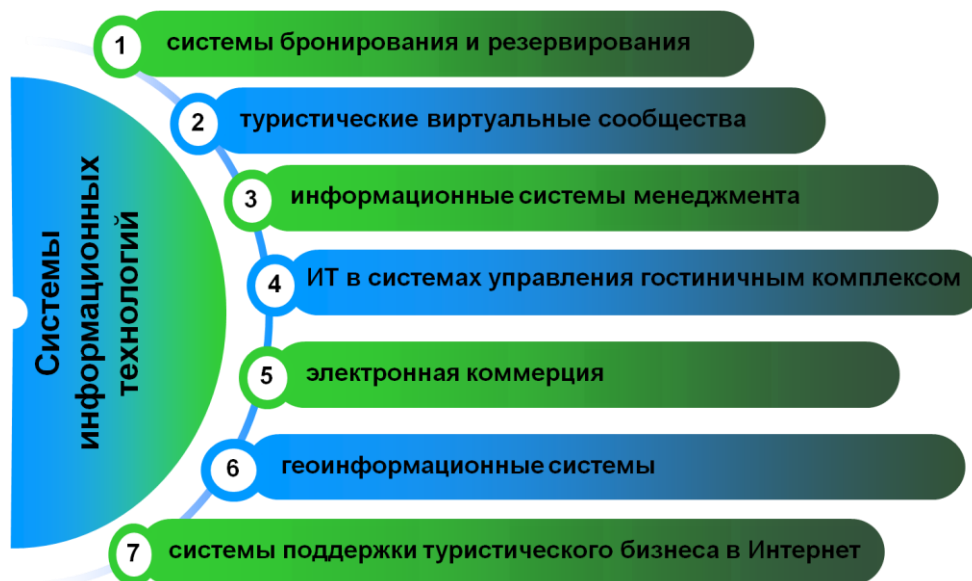 Системы
информационных
технологий
1
системы бронирования и резервирования
2
туристические виртуальные сообщества
3
информационные системы менеджмента
4
ИТ в системах управления гостиничным комплексом
5
электронная коммерция
6
геоинформационные системы
7
системы поддержки туристического бизнеса в Интернет